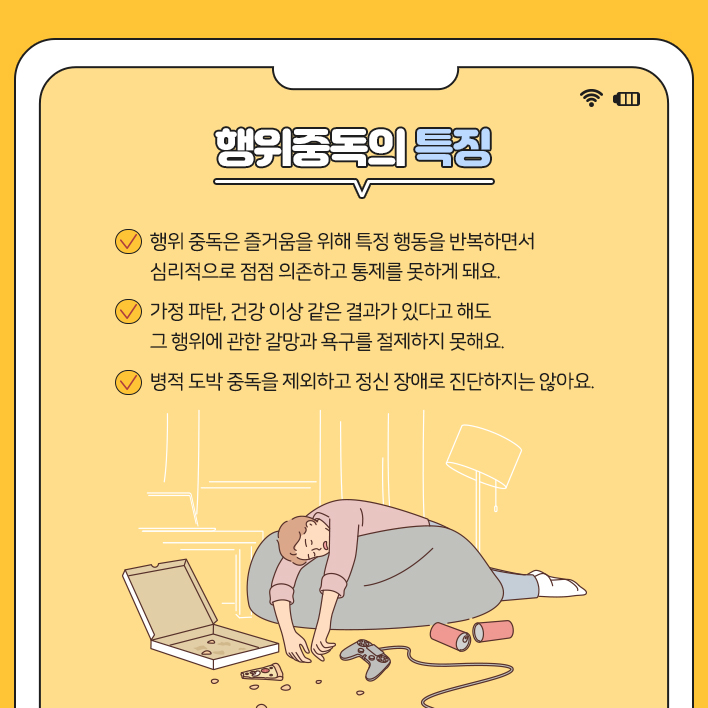 행위중독의 특징
행위 중독은 즐거움을 위해 특정 행동을 반복하면서
심리적으로 점점 의존하고 통제를 못하게 돼요.
가정 파탄, 건강 이상 같은 결과가 있다고 해도
그 행위에 관한 갈망과 욕구를 절제하지 못해요.
병적 도박 중독을 제외하고 정신 장애로 진단하지는 않아요.